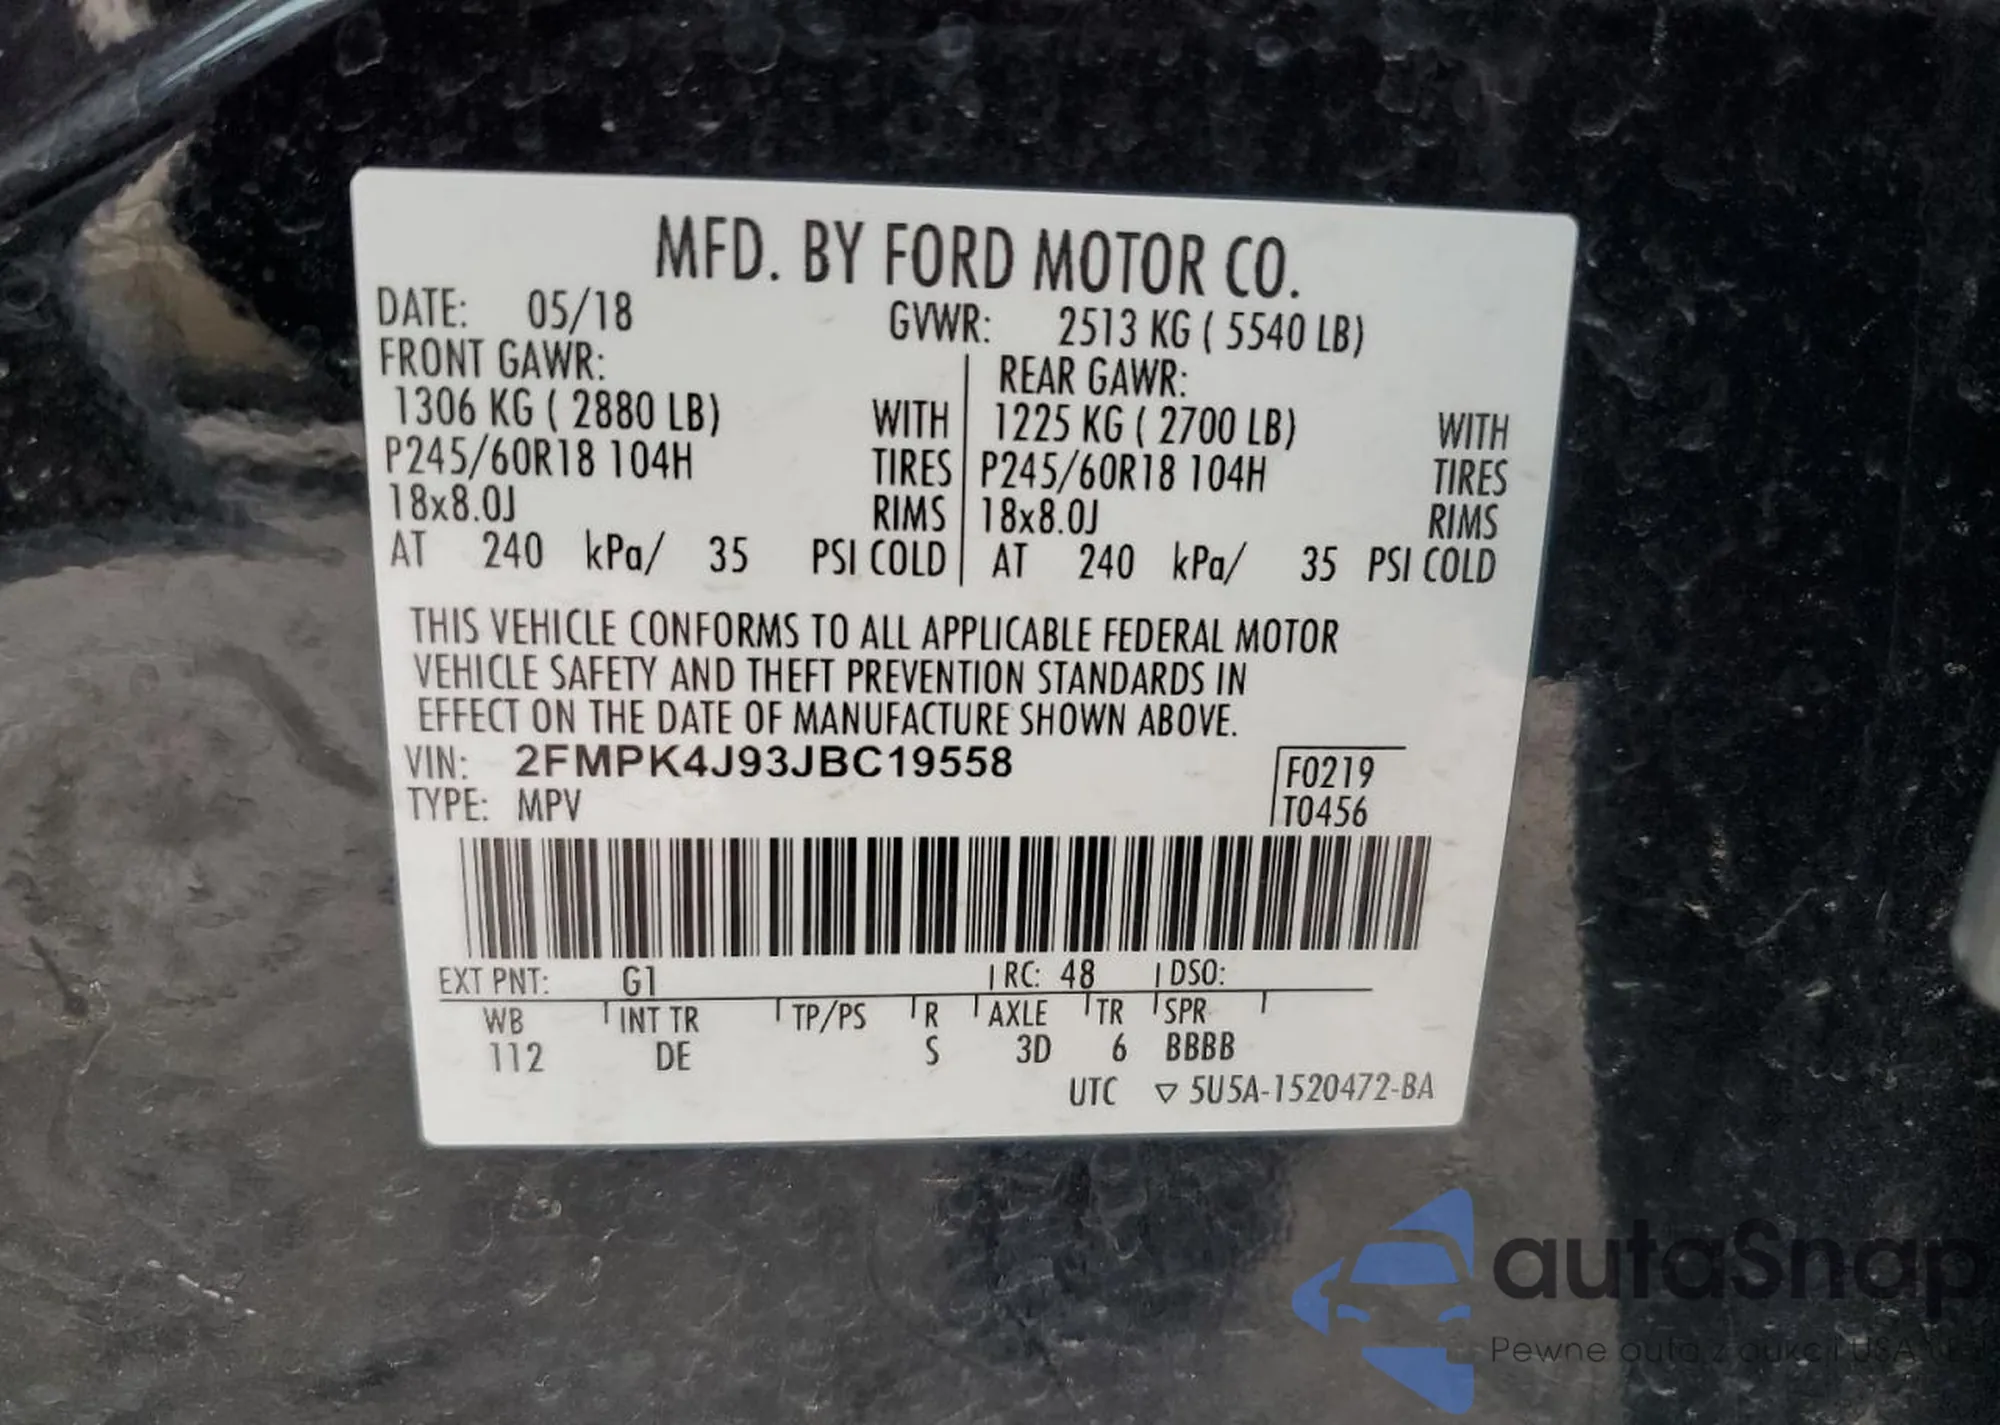 MFD. BY FORD MOTOR CO.
DATE: 05/18 GVWR: 2513 KG ( 5540 LB)
FRONT GAWR: REAR GAWR:
1306 KG ( 2880 LB) WITH 1225 KG ( 2700 LB) WITH
P245/60R18 104H TIRES P245/60R18 104H TIRES
18x8.0J RIMS 18x8.0J RIMS
AT 240 kPa/ 35 PSI COLD AT 240 kPa/ 35 PSI COLD
THIS VEHICLE CONFORMS TO ALL APPLICABLE FEDERAL MOTOR
VEHICLE SAFETY AND THEFT PREVENTION STANDARDS IN
EFFECT ON THE DATE OF MANUFACTURE SHOWN ABOVE.
VIN: 2FMPK4J93JBC19558 F0219
TYPE: MPV T0456
EXT PNT: G1 RC: 48 DSO:
WB INT TR TP/PS R AXLE TR SPR
112 DE S 3D 6 BBBB
UTC ▽ 5U5A-1520472-BA
autaSnap
Pewne auta z aukcji USA